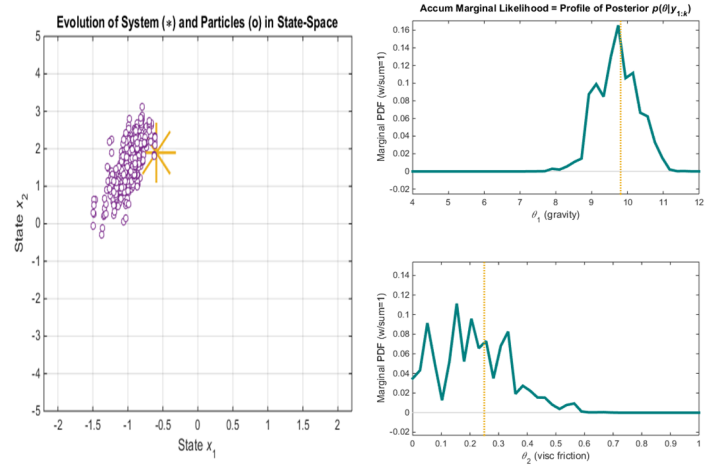 Evolution of System (*) and Particles (o) in State-Space
5
4
3
2
1
0
-1
-2
-3
-4
-5
State x₂
-2 -1.5 -1 -0.5 0 0.5 1 1.5 2
State x₁
Accum Marginal Likelihood = Profile of Posterior p(θ|y₁:ₖ)
0.16
0.14
0.12
0.1
0.08
0.06
0.04
0.02
0
-0.02
Marginal PDF (w/sum=1)
4 5 6 7 8 9 10 11 12
θ₁ (gravity)
0.14
0.12
0.1
0.08
0.06
0.04
0.02
0
-0.02
Marginal PDF (w/sum=1)
0 0.1 0.2 0.3 0.4 0.5 0.6 0.7 0.8 0.9 1
θ₂ (visc friction)